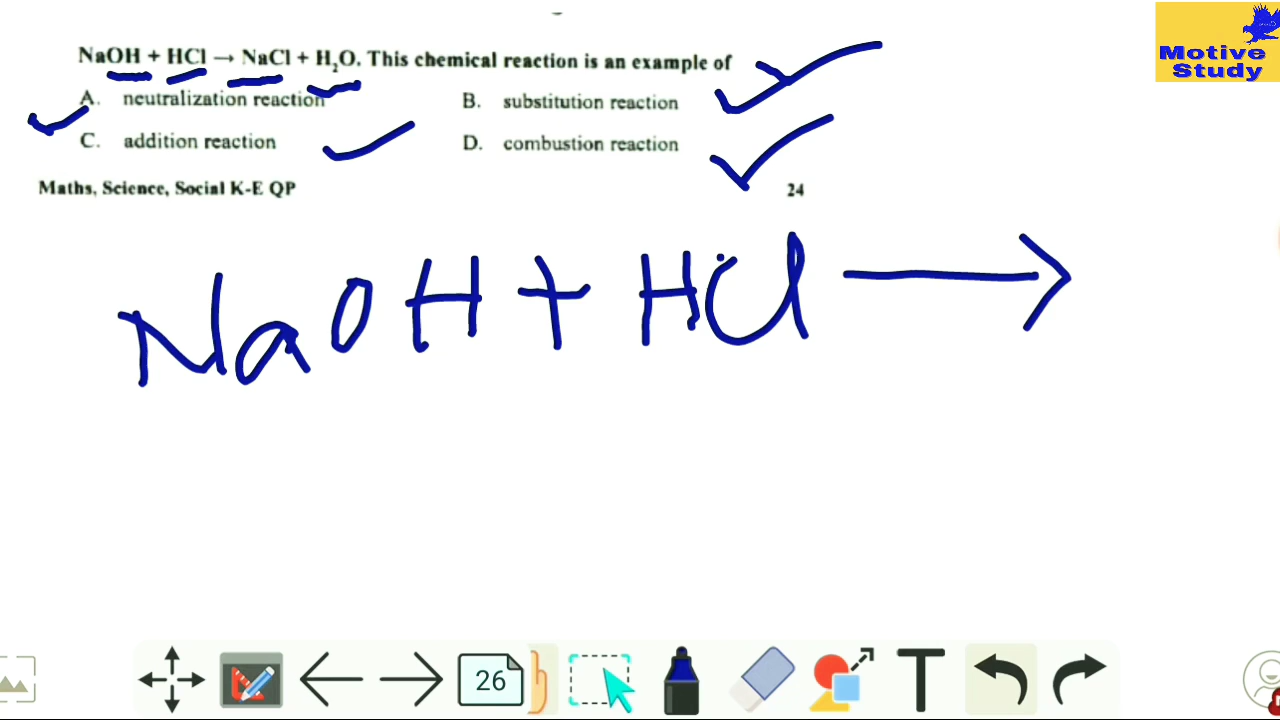 Motive
Study
NaOH + HCl → NaCl + H₂O. This chemical reaction is an example of
A. neutralization reaction B. substitution reaction
C. addition reaction D. combustion reaction
Maths, Science, Social K-E QP 24
NaOH + HCl →
26
T